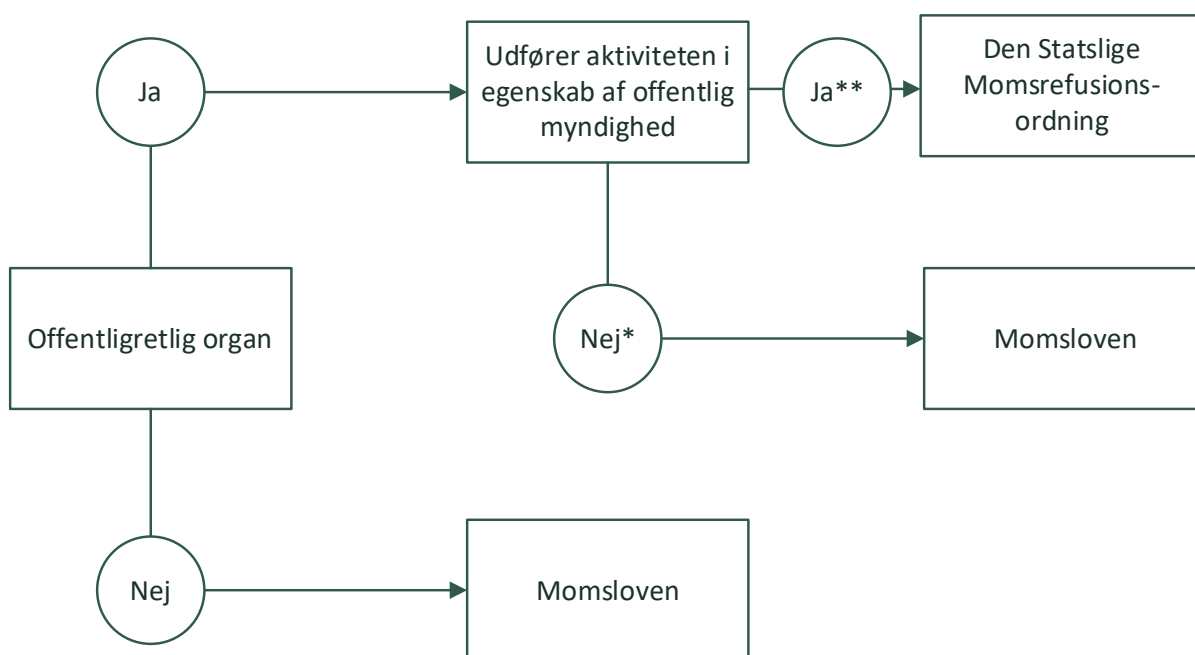 Ja
Udfører aktiviteten i
egenskab af offentlig
myndighed
Ja**
Den Statslige
Momsrefusions-
ordning
Offentligretlig organ
Nej*
Momsloven
Nej
Momsloven